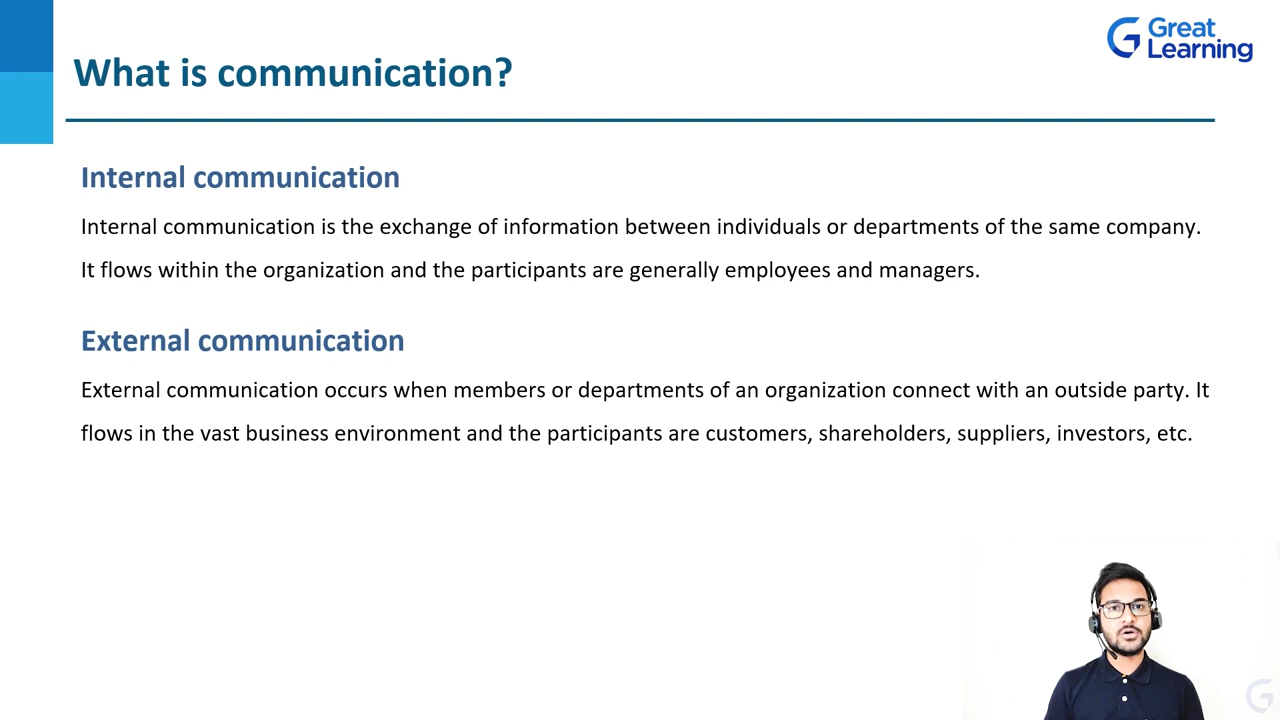 Great
Learning
What is communication?
Internal communication
Internal communication is the exchange of information between individuals or departments of the same company.
It flows within the organization and the participants are generally employees and managers.
External communication
External communication occurs when members or departments of an organization connect with an outside party. It
flows in the vast business environment and the participants are customers, shareholders, suppliers, investors, etc.